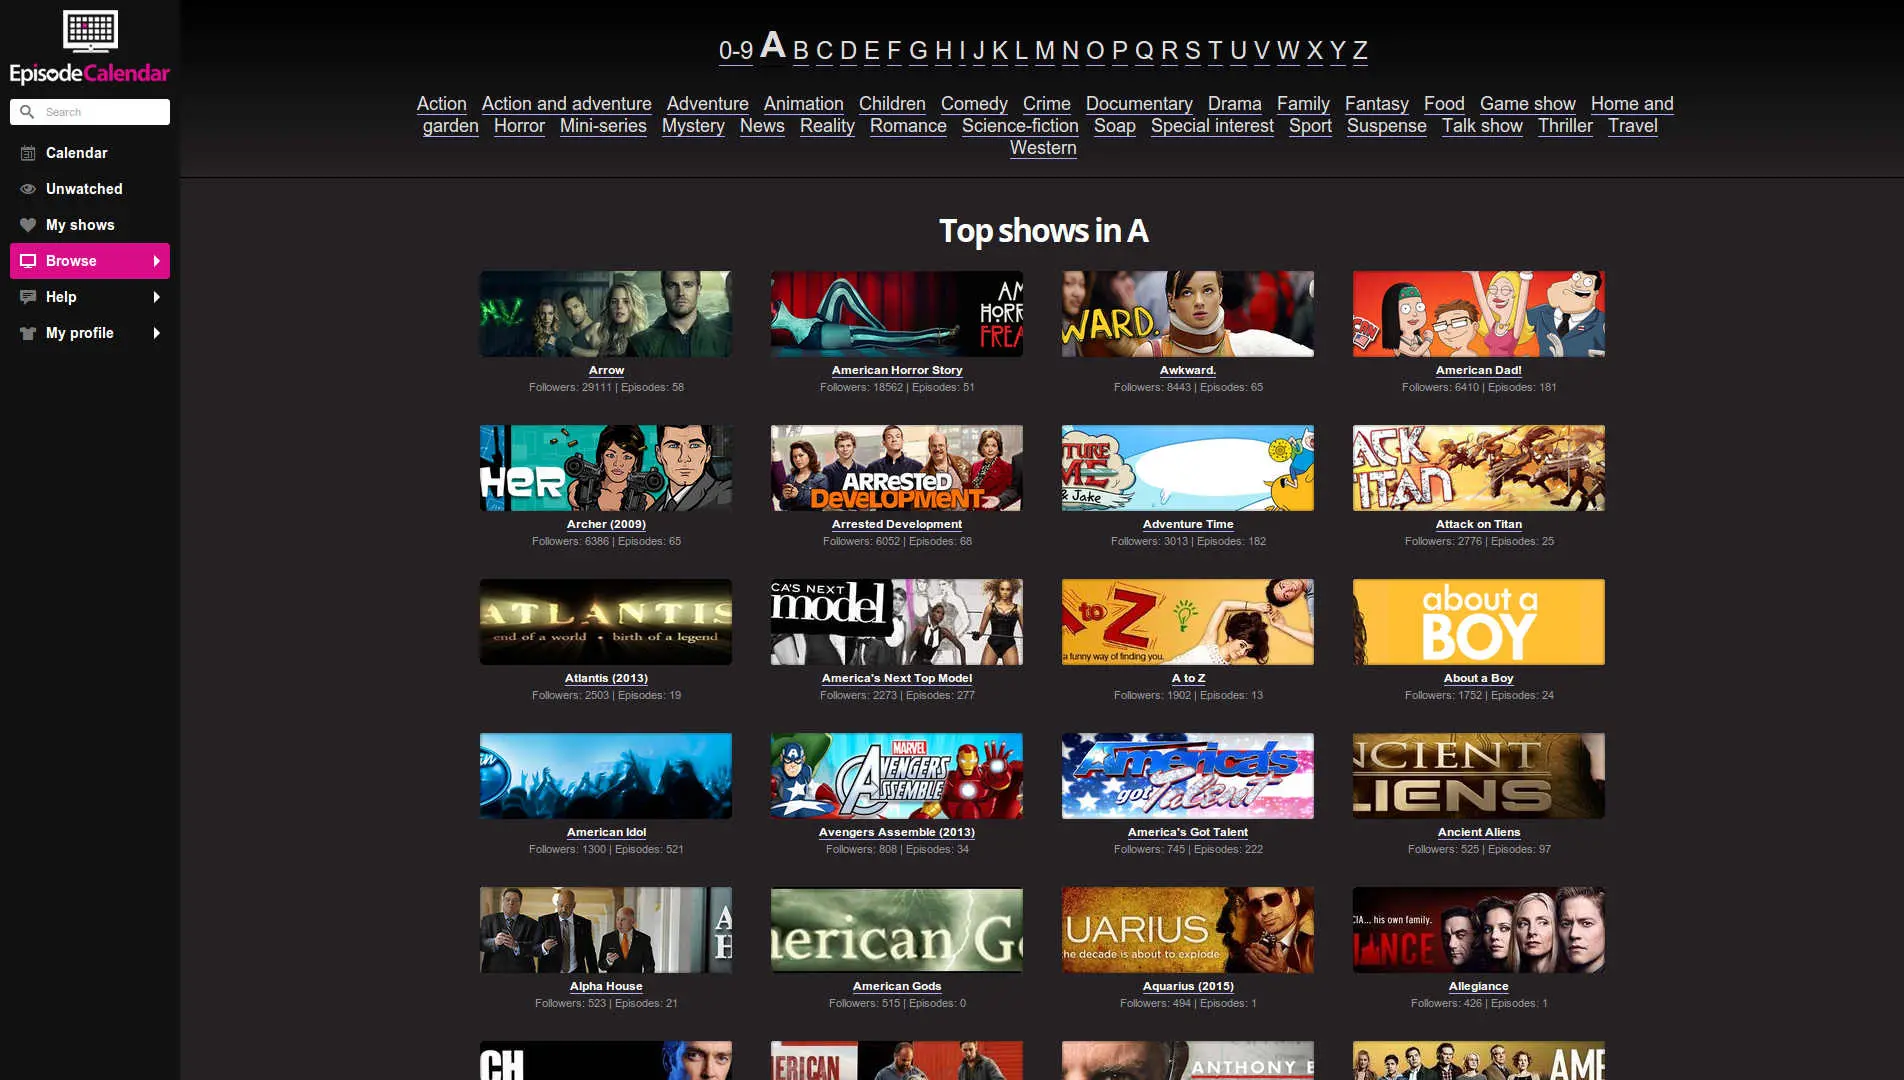 EpisodeCalendar
Search
Calendar
Unwatched
My shows
Browse
Help
My profile
0-9 A B C D E F G H I J K L M N O P Q R S T U V W X Y Z
Action Action and adventure Adventure Animation Children Comedy Crime Documentary Drama Family Fantasy Food Game show Home and
garden Horror Mini-series Mystery News Reality Romance Science-fiction Soap Special interest Sport Suspense Talk show Thriller Travel
Western
Top shows in A
AM
HORR
FREA
WARD.
CAN
Arrow
Followers: 29111 | Episodes: 58
American Horror Story
Followers: 18562 | Episodes: 51
Awkward.
Followers: 8443 | Episodes: 65
American Dad!
Followers: 6410 | Episodes: 181
HER
ARRESTED
DEVELOPMENT
TURE
ME
& Jake
ACK
TITAN
Archer (2009)
Followers: 6386 | Episodes: 65
Arrested Development
Followers: 6052 | Episodes: 68
Adventure Time
Followers: 3013 | Episodes: 182
Attack on Titan
Followers: 2776 | Episodes: 25
ATLANTIS
end of a world • birth of a legend
CA'S NEXT
model
to Z
a funny way of finding you.
about a
BOY
Atlantis (2013)
Followers: 2503 | Episodes: 19
America's Next Top Model
Followers: 2273 | Episodes: 277
A to Z
Followers: 1902 | Episodes: 13
About a Boy
Followers: 1752 | Episodes: 24
MARVEL
AVENGERS
ASSEMBLE
America's
got Talent
NCIENT
LIENS
American Idol
Followers: 1300 | Episodes: 521
Avengers Assemble (2013)
Followers: 808 | Episodes: 34
America's Got Talent
Followers: 745 | Episodes: 222
Ancient Aliens
Followers: 525 | Episodes: 97
A
H
nerican Go
UARIUS
he decade is about to explode
CIA... his own family.
IANCE
Alpha House
Followers: 523 | Episodes: 21
American Gods
Followers: 515 | Episodes: 0
Aquarius (2015)
Followers: 494 | Episodes: 1
Allegiance
Followers: 426 | Episodes: 1
CH
ERICAN
ANTHONY B
AME